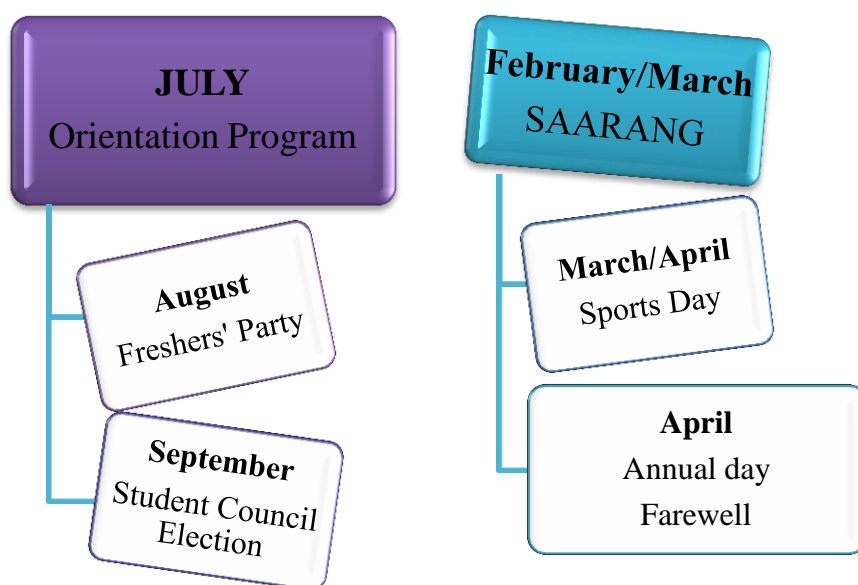 JULY
Orientation Program
August
Freshers' Party
September
Student Council
Election
February/March
SAARANG
March/April
Sports Day
April
Annual day
Farewell